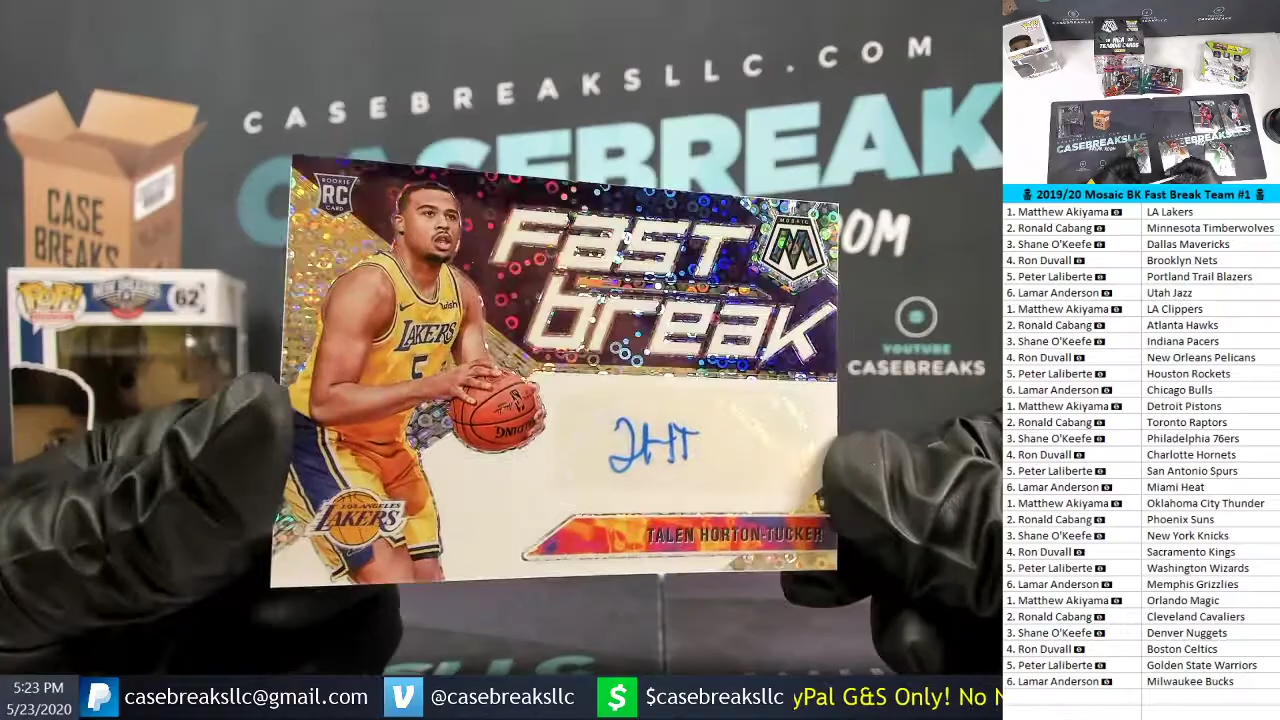 CASEBREAKSLLC.COM
CASEBREAK
OOM
CASE
BREAKS
POP!
NEW ORLEANS
62
ROOKIE
RC
CARD
Fast
break
MOSAIC
M
wish
LAKERS
5
THT
LOS ANGELES
LAKERS
TALEN HORTON-TUCKER
YOUTUBE
CASEBREAKS
2019/20 Mosaic BK Fast Break Team #1
1. Matthew Akiyama LA Lakers
2. Ronald Cabang Minnesota Timberwolves
3. Shane O'Keefe Dallas Mavericks
4. Ron Duvall Brooklyn Nets
5. Peter Laliberte Portland Trail Blazers
6. Lamar Anderson Utah Jazz
1. Matthew Akiyama LA Clippers
2. Ronald Cabang Atlanta Hawks
3. Shane O'Keefe Indiana Pacers
4. Ron Duvall New Orleans Pelicans
5. Peter Laliberte Houston Rockets
6. Lamar Anderson Chicago Bulls
1. Matthew Akiyama Detroit Pistons
2. Ronald Cabang Toronto Raptors
3. Shane O'Keefe Philadelphia 76ers
4. Ron Duvall Charlotte Hornets
5. Peter Laliberte San Antonio Spurs
6. Lamar Anderson Miami Heat
1. Matthew Akiyama Oklahoma City Thunder
2. Ronald Cabang Phoenix Suns
3. Shane O'Keefe New York Knicks
4. Ron Duvall Sacramento Kings
5. Peter Laliberte Washington Wizards
6. Lamar Anderson Memphis Grizzlies
1. Matthew Akiyama Orlando Magic
2. Ronald Cabang Cleveland Cavaliers
3. Shane O'Keefe Denver Nuggets
4. Ron Duvall Boston Celtics
5. Peter Laliberte Golden State Warriors
6. Lamar Anderson Milwaukee Bucks
5:23 PM
5/23/2020
casebreaksllc@gmail.com
@casebreaksllc
$casebreaksllc
yPal G&S Only! No N